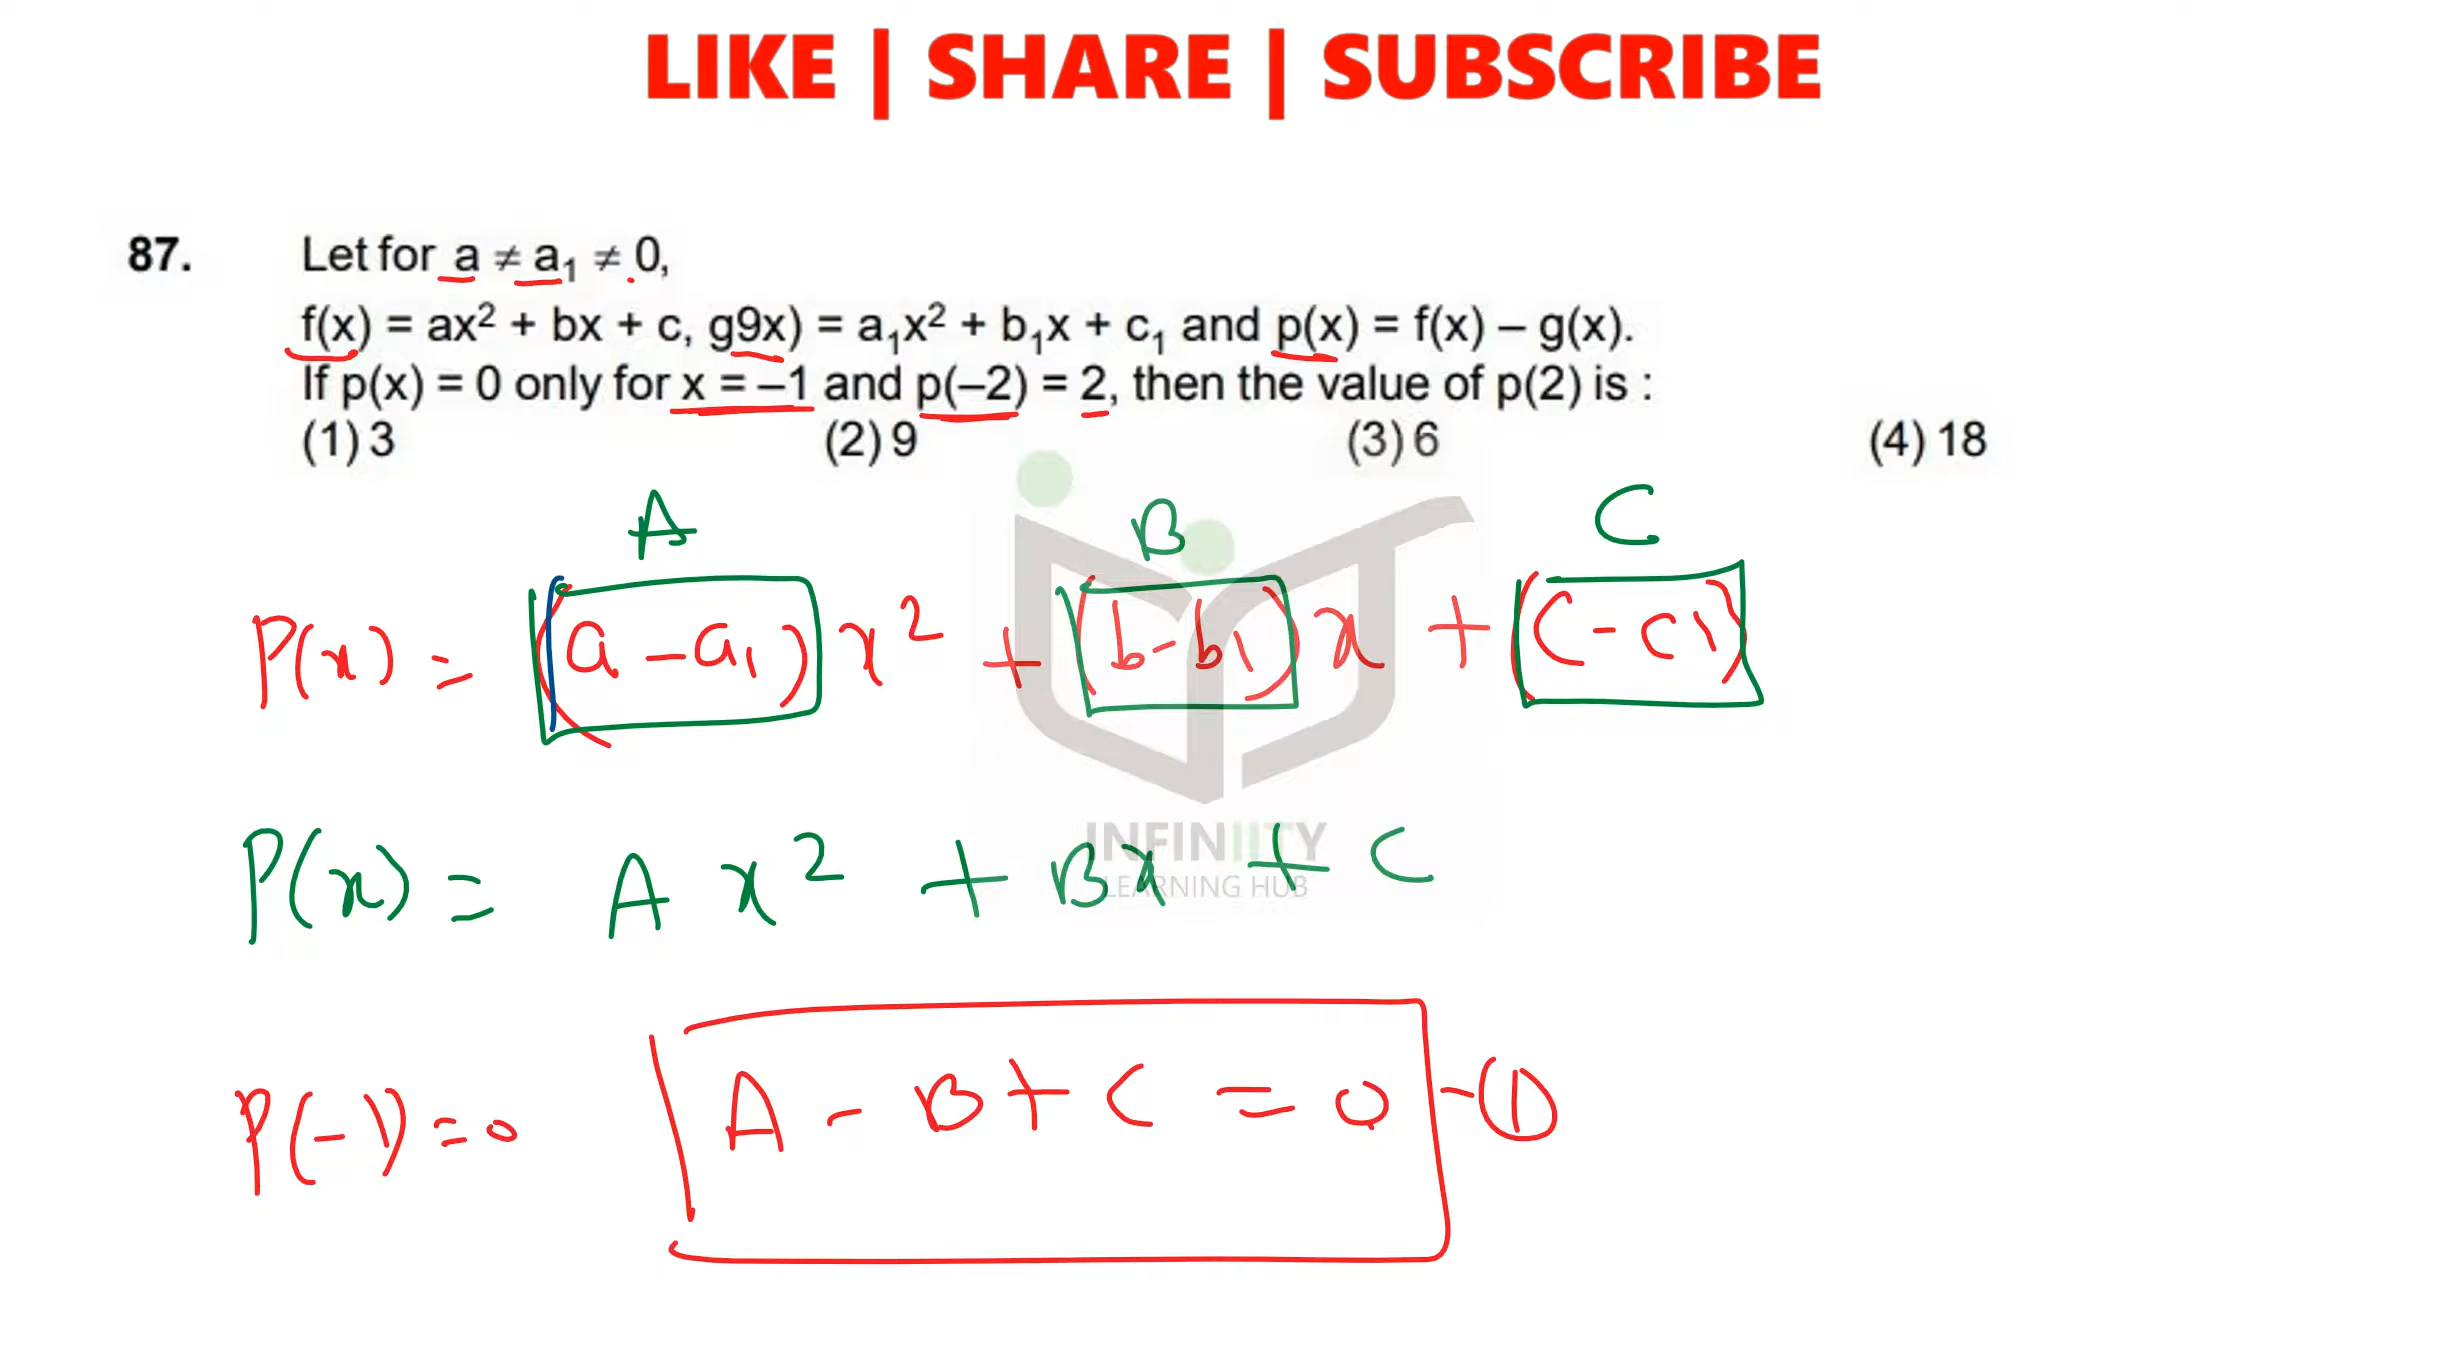 LIKE | SHARE | SUBSCRIBE
87. Let for a ≠ a₁ ≠ 0,
f(x) = ax² + bx + c, g9x) = a₁x² + b₁x + c₁ and p(x) = f(x) – g(x).
If p(x) = 0 only for x = –1 and p(–2) = 2, then the value of p(2) is :
(1) 3 (2) 9 (3) 6 (4) 18
A B C
P(x) = (a - a₁) x² + (b - b₁) x + (c - c₁)
P(x) = A x² + Bx + C
INFINIITY
LEARNING HUB
P(-1) = 0 A - B + C = 0 - ①